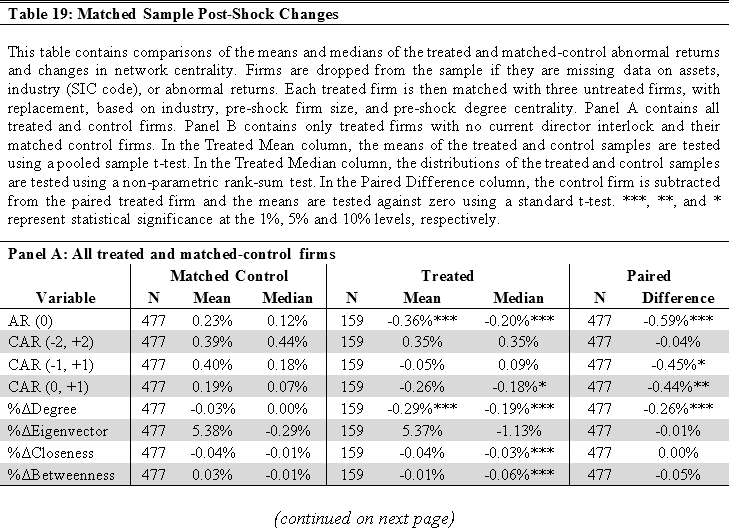 Table 19: Matched Sample Post-Shock Changes
This table contains comparisons of the means and medians of the treated and matched-control abnormal returns
and changes in network centrality. Firms are dropped from the sample if they are missing data on assets,
industry (SIC code), or abnormal returns. Each treated firm is then matched with three untreated firms, with
replacement, based on industry, pre-shock firm size, and pre-shock degree centrality. Panel A contains all
treated and control firms. Panel B contains only treated firms with no current director interlock and their
matched control firms. In the Treated Mean column, the means of the treated and control samples are tested
using a pooled sample t-test. In the Treated Median column, the distributions of the treated and control samples
are tested using a non-parametric rank-sum test. In the Paired Difference column, the control firm is subtracted
from the paired treated firm and the means are tested against zero using a standard t-test. ***, **, and *
represent statistical significance at the 1%, 5% and 10% levels, respectively.
Panel A: All treated and matched-control firms
Matched Control Treated Paired
Variable N Mean Median N Mean Median N Difference
AR (0) 477 0.23% 0.12% 159 -0.36%*** -0.20%*** 477 -0.59%***
CAR (-2, +2) 477 0.39% 0.44% 159 0.35% 0.35% 477 -0.04%
CAR (-1, +1) 477 0.40% 0.18% 159 -0.05% 0.09% 477 -0.45%*
CAR (0, +1) 477 0.19% 0.07% 159 -0.26% -0.18%* 477 -0.44%**
%ΔDegree 477 -0.03% 0.00% 159 -0.29%*** -0.19%*** 477 -0.26%***
%ΔEigenvector 477 5.38% -0.29% 159 5.37% -1.13% 477 -0.01%
%ΔCloseness 477 -0.04% -0.01% 159 -0.04% -0.03%*** 477 0.00%
%ΔBetweenness 477 0.03% -0.01% 159 -0.01% -0.06%*** 477 -0.05%
(continued on next page)